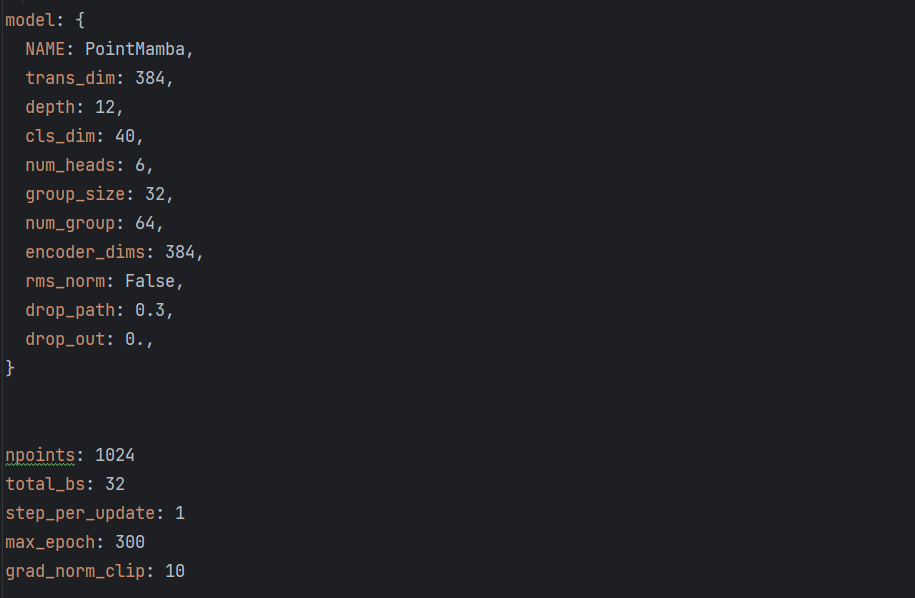 model: {
  NAME: PointMamba,
  trans_dim: 384,
  depth: 12,
  cls_dim: 40,
  num_heads: 6,
  group_size: 32,
  num_group: 64,
  encoder_dims: 384,
  rms_norm: False,
  drop_path: 0.3,
  drop_out: 0.,
}
npoints: 1024
total_bs: 32
step_per_update: 1
max_epoch: 300
grad_norm_clip: 10